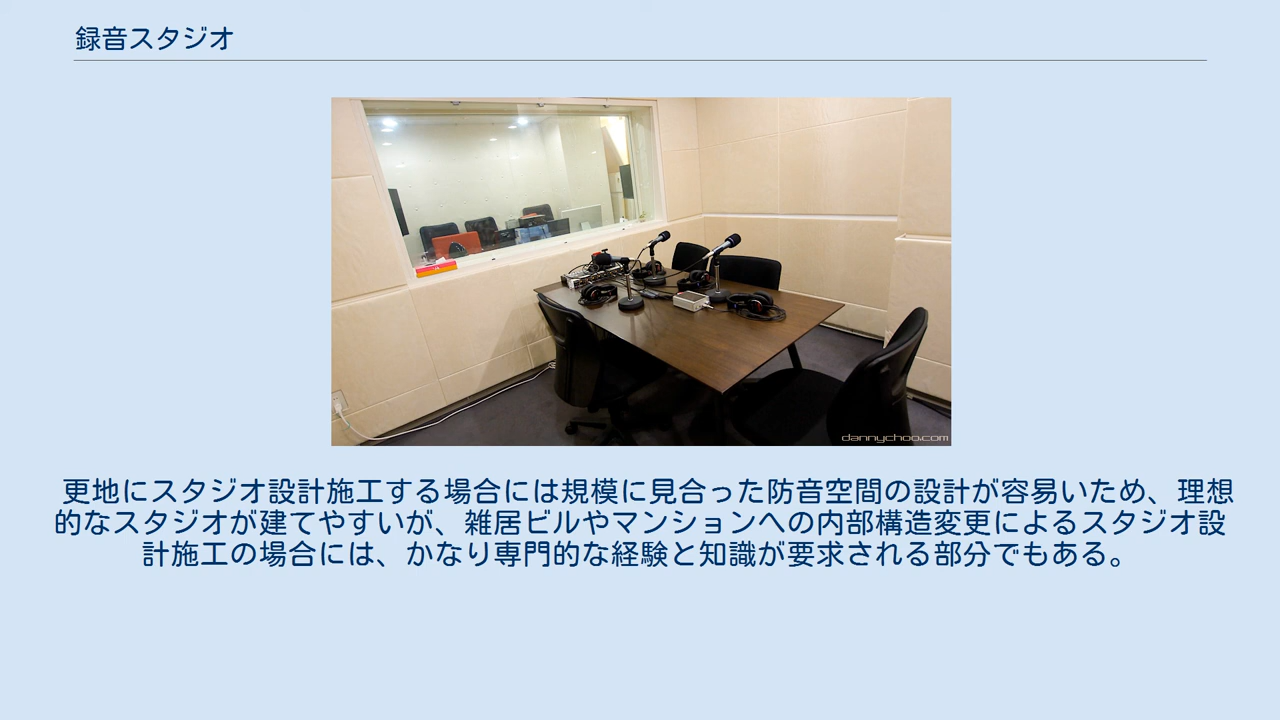 録音スタジオ
dannychoo.com
更地にスタジオ設計施工する場合には規模に見合った防音空間の設計が容易いため、理想
的なスタジオが建てやすいが、雑居ビルやマンションへの内部構造変更によるスタジオ設
計施工の場合には、かなり専門的な経験と知識が要求される部分でもある。